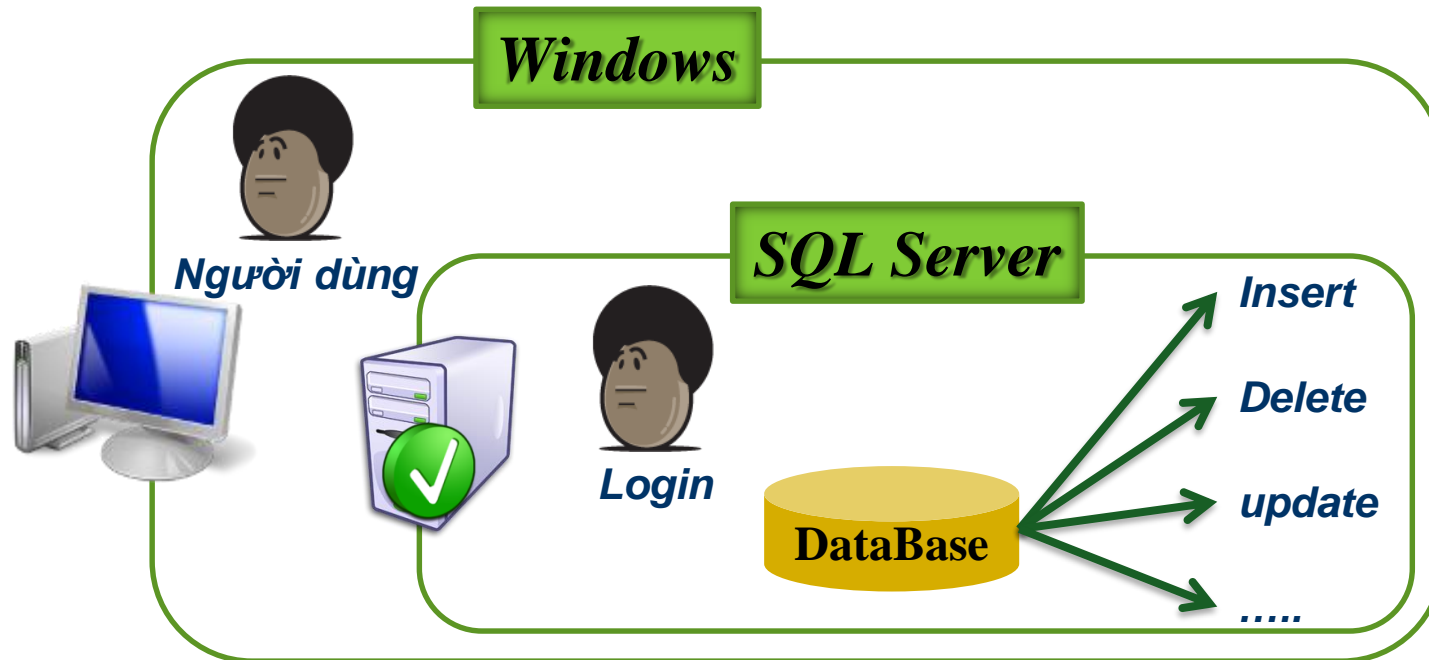 Windows
SQL Server
Người dùng
Insert
Login
Delete
DataBase
update
.....